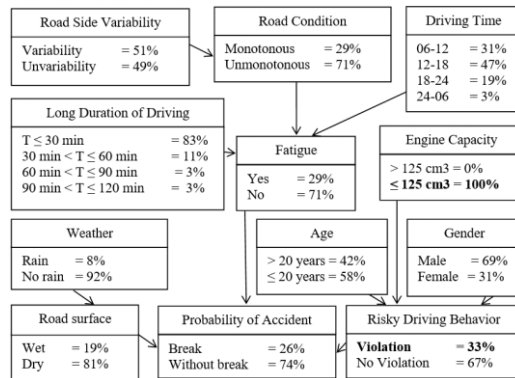 Road Side Variability
Variability = 51%
Unvariability = 49%
Road Condition
Monotonous = 29%
Unmonotonous = 71%
Driving Time
06-12 = 31%
12-18 = 47%
18-24 = 19%
24-06 = 3%
Long Duration of Driving
T ≤ 30 min = 83%
30 min < T ≤ 60 min = 11%
60 min < T ≤ 90 min = 3%
90 min < T ≤ 120 min = 3%
Fatigue
Yes = 29%
No = 71%
Engine Capacity
> 125 cm3 = 0%
≤ 125 cm3 = 100%
Weather
Rain = 8%
No rain = 92%
Age
> 20 years = 42%
≤ 20 years = 58%
Gender
Male = 69%
Female = 31%
Road surface
Wet = 19%
Dry = 81%
Probability of Accident
Break = 26%
Without break = 74%
Risky Driving Behavior
Violation = 33%
No Violation = 67%